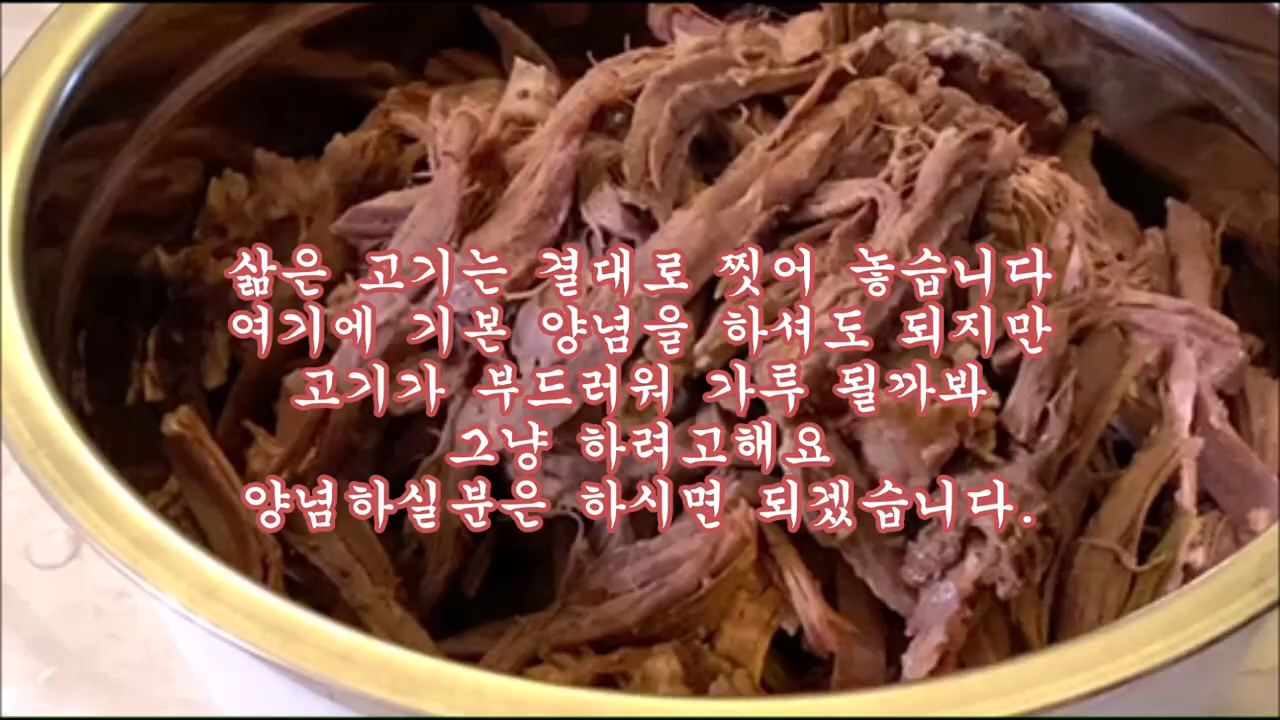 삶은 고기는 결대로 찟어 놓습니다
여기에 기본 양념을 하셔도 되지만
고기가 부드러워 가루 될까봐
그냥 하려고해요
양념하실분은 하시면 되겠습니다.